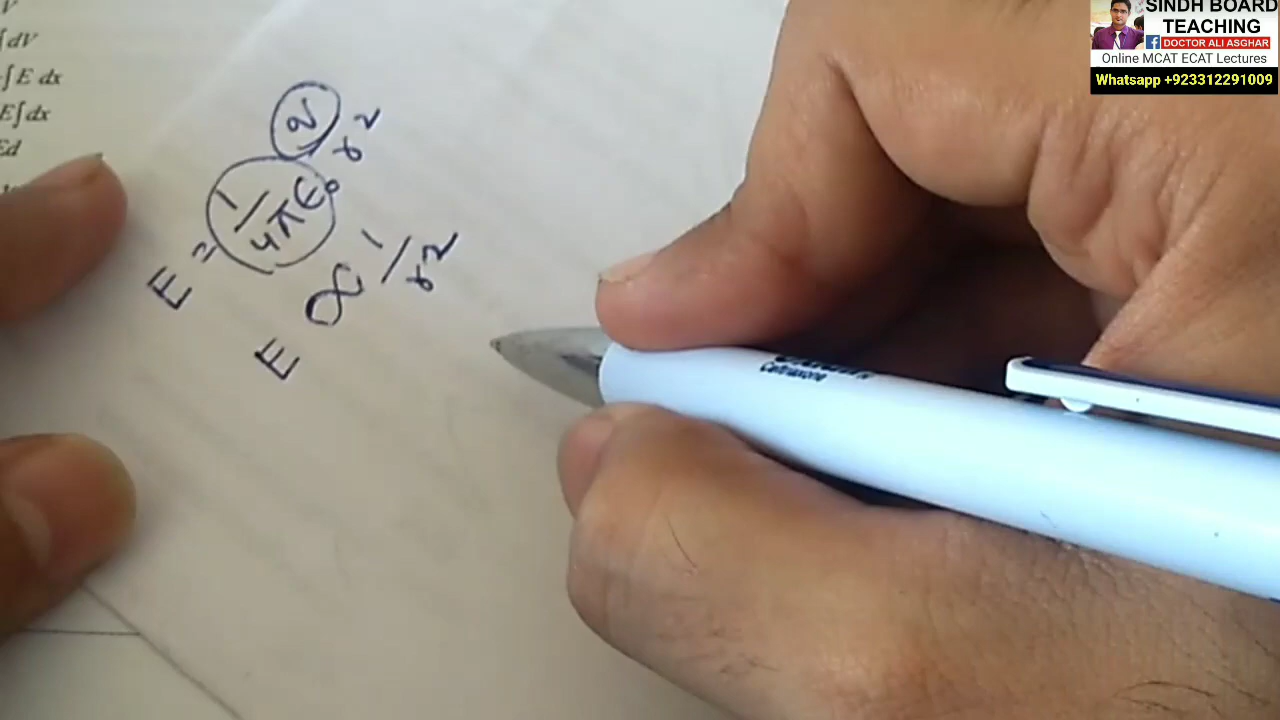 V
∫dV
∫E dx
E∫dx
Ed
E = 1/4πε₀ q/r²
E ∝ 1/r²
Ceftriaxone
SINDH BOARD
TEACHING
DOCTOR ALI ASGHAR
Online MCAT ECAT Lectures
Whatsapp +923312291009